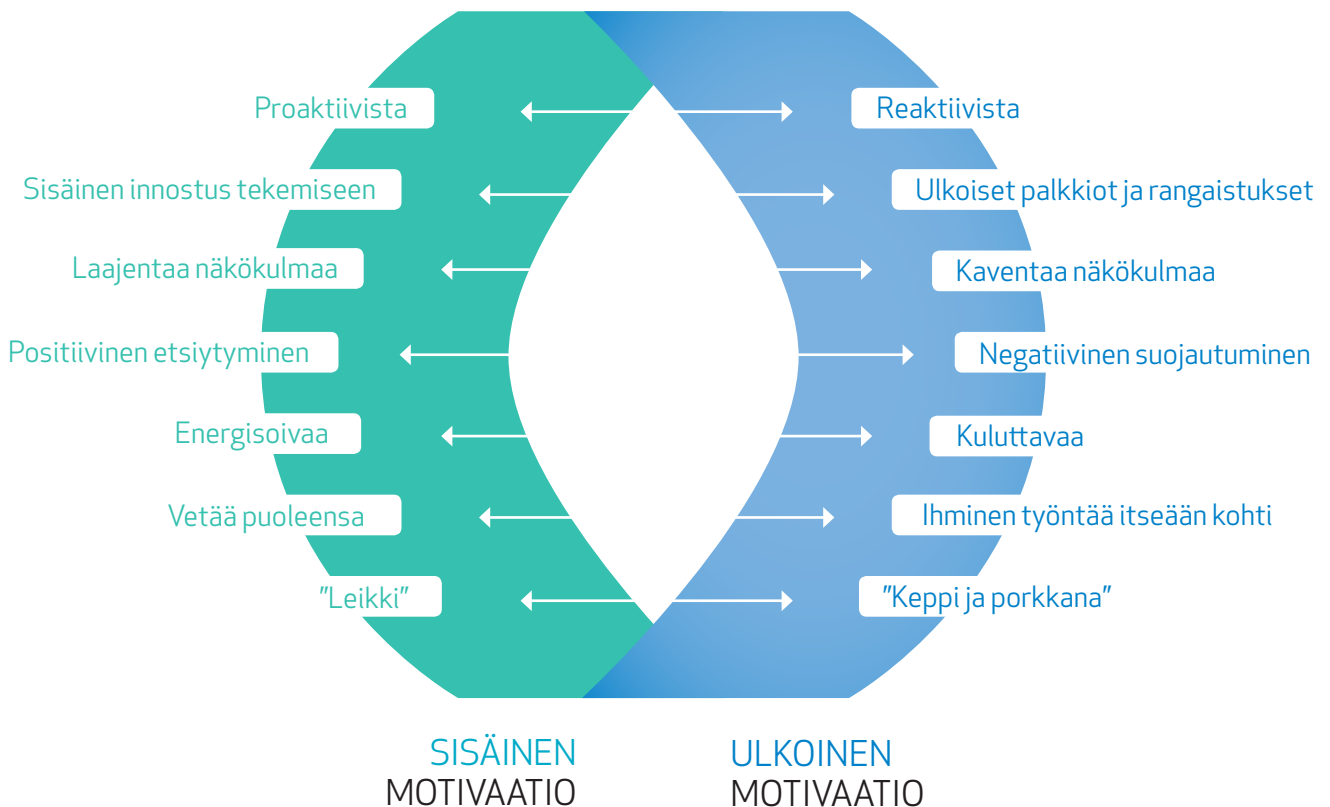 Proaktiivista
Reaktiivista
Sisäinen innostus tekemiseen
Ulkoiset palkkiot ja rangaistukset
Laajentaa näkökulmaa
Kaventaa näkökulmaa
Positiivinen etsiytyminen
Negatiivinen suojautuminen
Energisoivaa
Kuluttavaa
Vetää puoleensa
Ihminen työntää itseään kohti
"Leikki"
"Keppi ja porkkana"
SISÄINEN
MOTIVAATIO
ULKOINEN
MOTIVAATIO